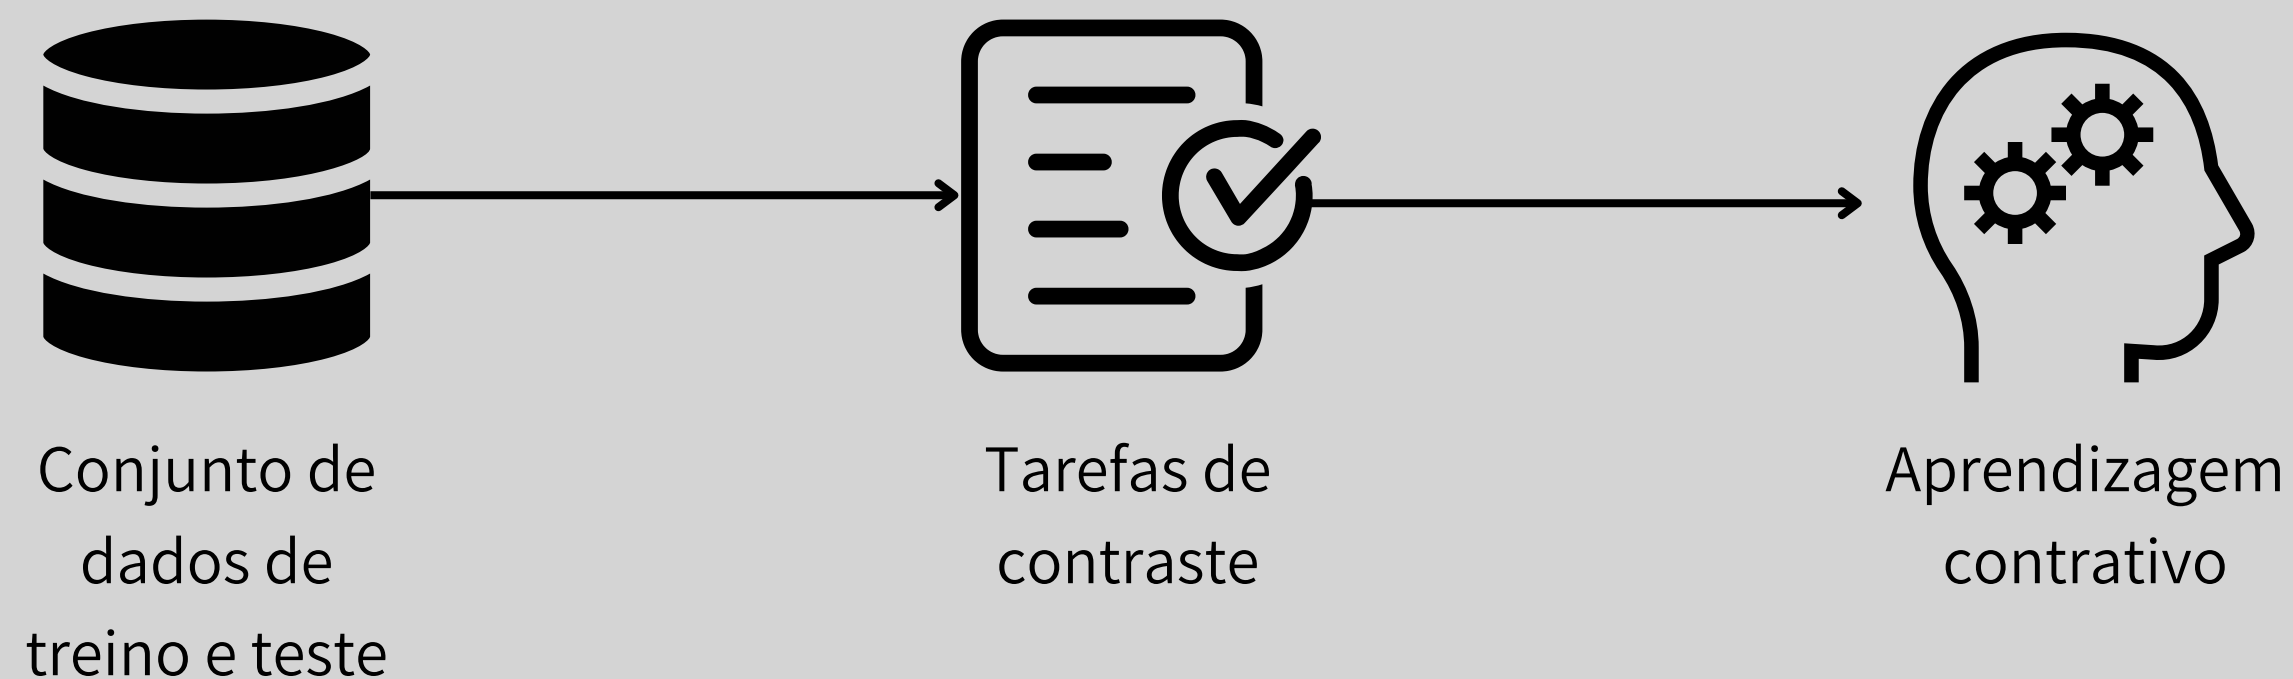 Conjunto de
dados de
treino e teste
Tarefas de
contraste
Aprendizagem
contrativo